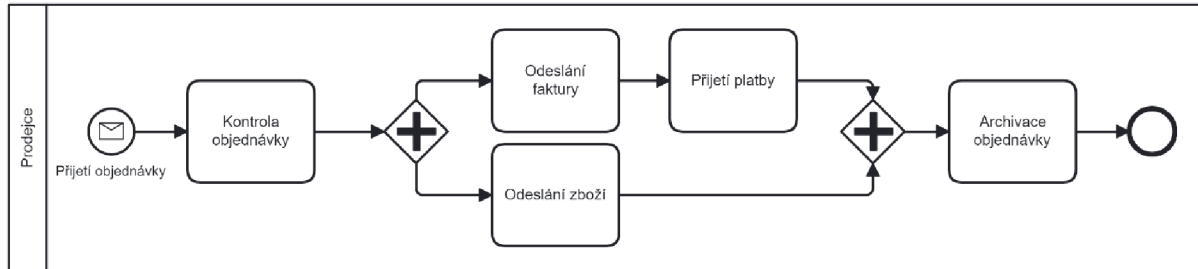 Prodejce
Přijetí objednávky
Kontrola
objednávky
Odeslání
faktury
Přijetí platby
Odeslání zboží
Archivace
objednávky